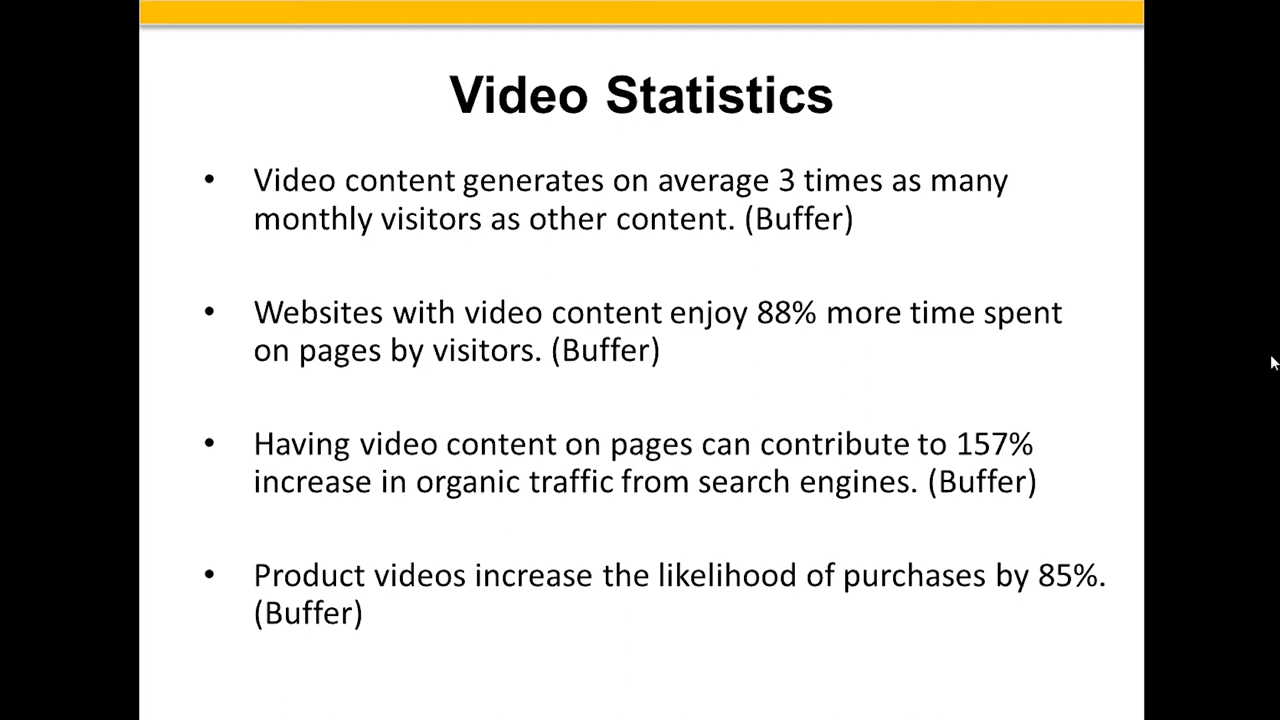 Video Statistics
• Video content generates on average 3 times as many
monthly visitors as other content. (Buffer)
• Websites with video content enjoy 88% more time spent
on pages by visitors. (Buffer)
• Having video content on pages can contribute to 157%
increase in organic traffic from search engines. (Buffer)
• Product videos increase the likelihood of purchases by 85%.
(Buffer)